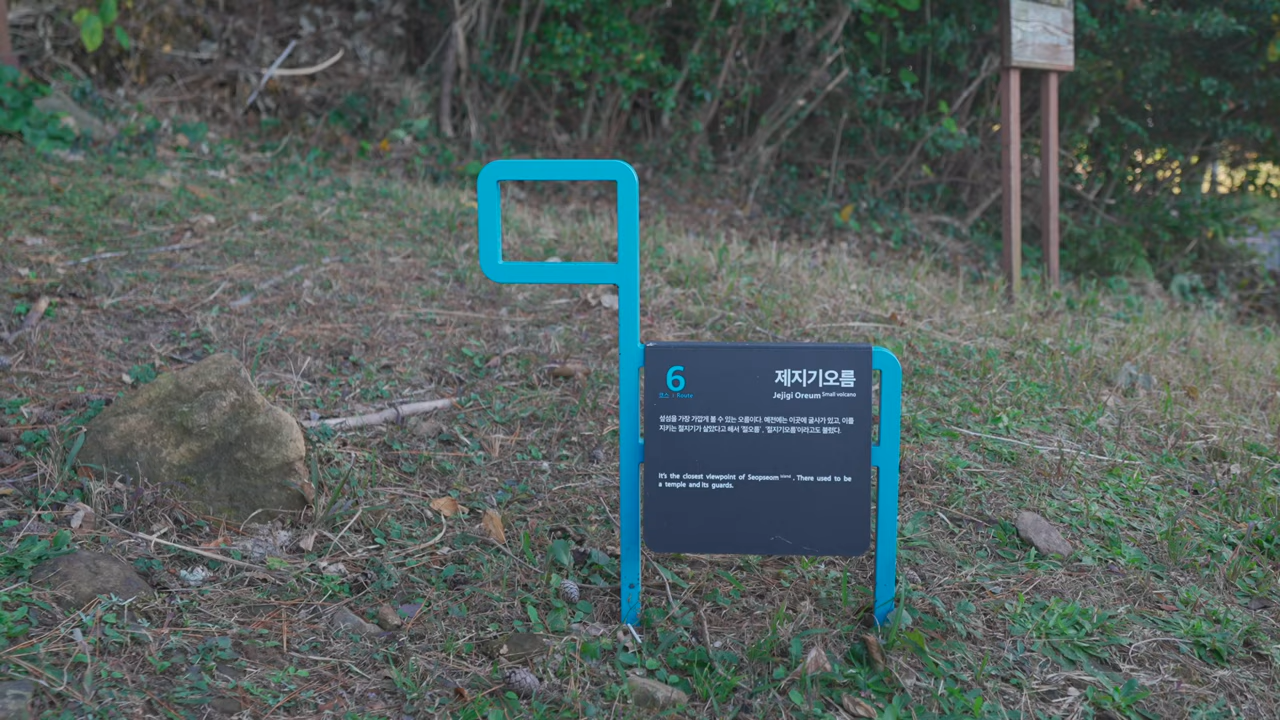 6
코스 > Route
제지기오름
Jejigi Oreum Small volcano
섶섬을 가장 가깝게 볼 수 있는 오름이다. 예전에는 이곳에 굴사가 있고, 이를
지키는 절지기가 살았다고 해서 '절오름', '절지기오름'이라고도 불렀다.
It's the closest viewpoint of Seopseom Island. There used to be
a temple and its guards.